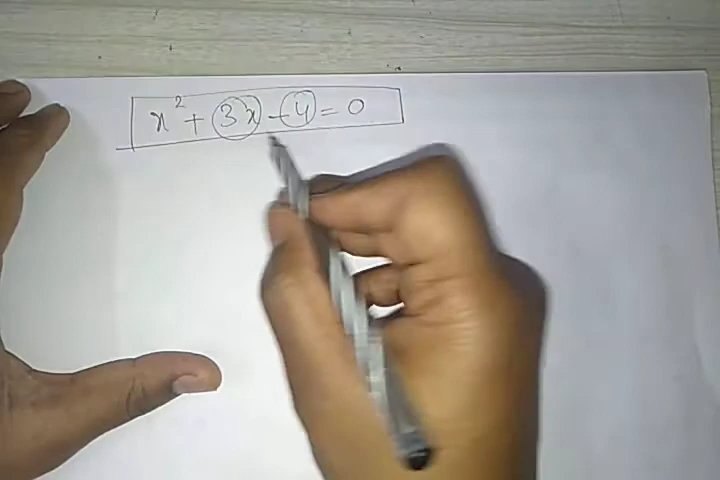 x² + 3x - 4 = 0